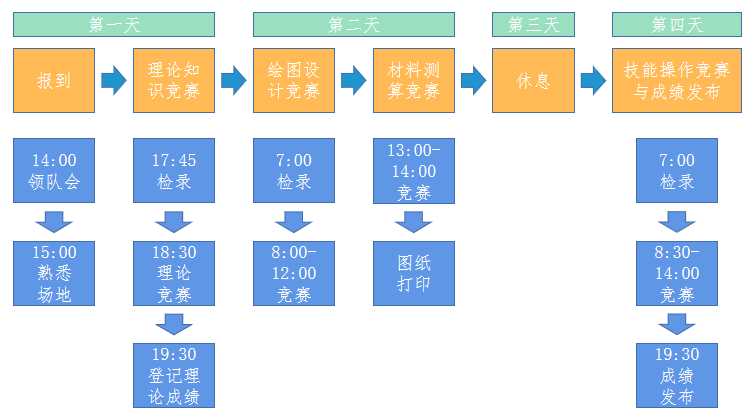 第一天
第二天
第三天
第四天
报到
理论知
识竞赛
绘图设
计竞赛
材料测
算竞赛
休息
技能操作竞赛
与成绩发布
14:00
领队会
17:45
检录
7:00
检录
13:00-
14:00
竞赛
7:00
检录
15:00
熟悉
场地
18:30
理论
竞赛
8:00-
12:00
竞赛
图纸
打印
8:30-
14:00
竞赛
19:30
登记理
论成绩
19:30
成绩
发布